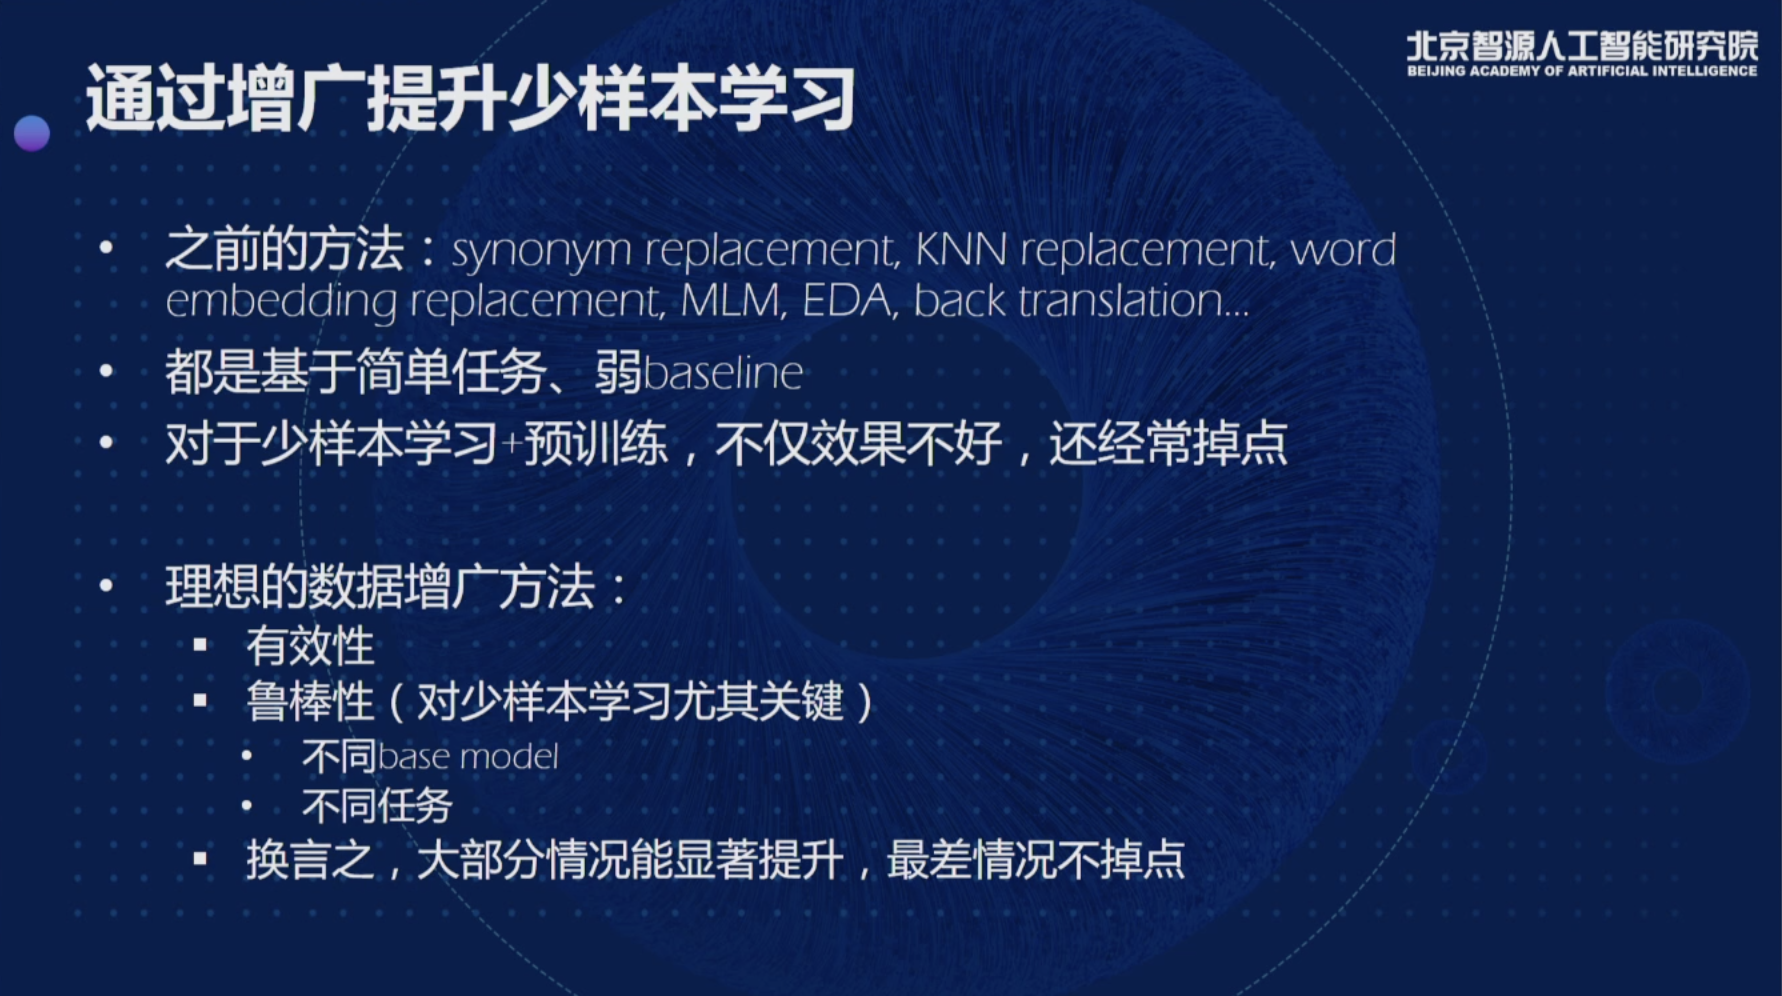 北京智源人工智能研究院
BEIJING ACADEMY OF ARTIFICIAL INTELLIGENCE
通过增广提升少样本学习
• 之前的方法：synonym replacement, KNN replacement, word
embedding replacement, MLM, EDA, back translation...
• 都是基于简单任务、弱baseline
• 对于少样本学习+预训练，不仅效果不好，还经常掉点
• 理想的数据增广方法：
▪ 有效性
▪ 鲁棒性（对少样本学习尤其关键）
• 不同base model
• 不同任务
▪ 换言之，大部分情况能显著提升，最差情况不掉点